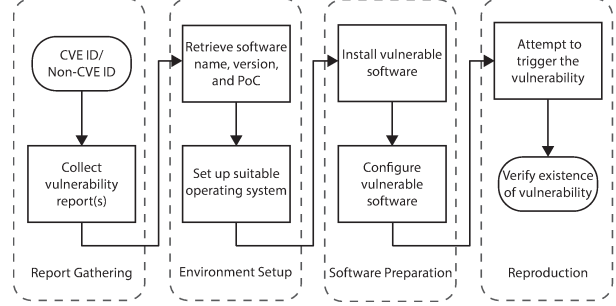 CVE ID/
Non-CVE ID
Collect
vulnerability
report(s)
Report Gathering
Retrieve software
name, version,
and PoC
Set up suitable
operating system
Environment Setup
Install vulnerable
software
Configure
vulnerable
software
Software Preparation
Attempt to
trigger the
vulnerability
Verify existence
of vulnerability
Reproduction